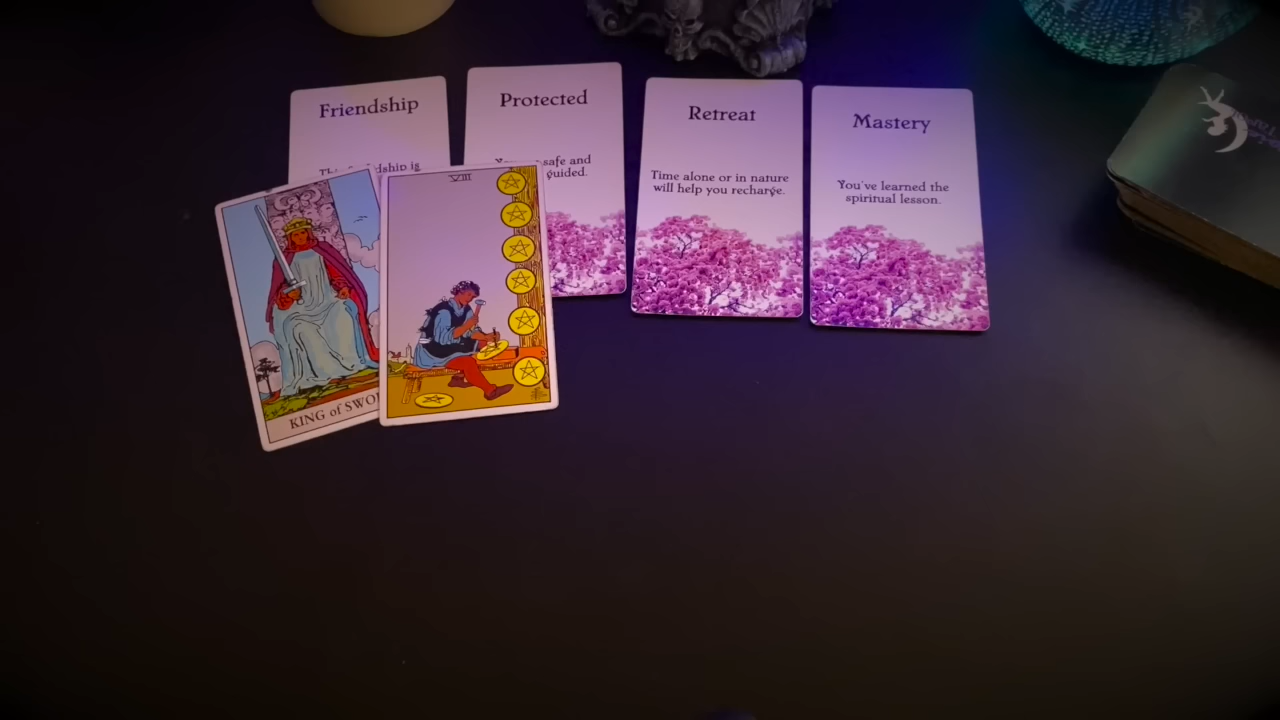 Friendship
is
Protected
safe and
guided.
Retreat
Time alone or in nature
will help you recharge.
Mastery
You've learned the
spiritual lesson.
VIII
KING of